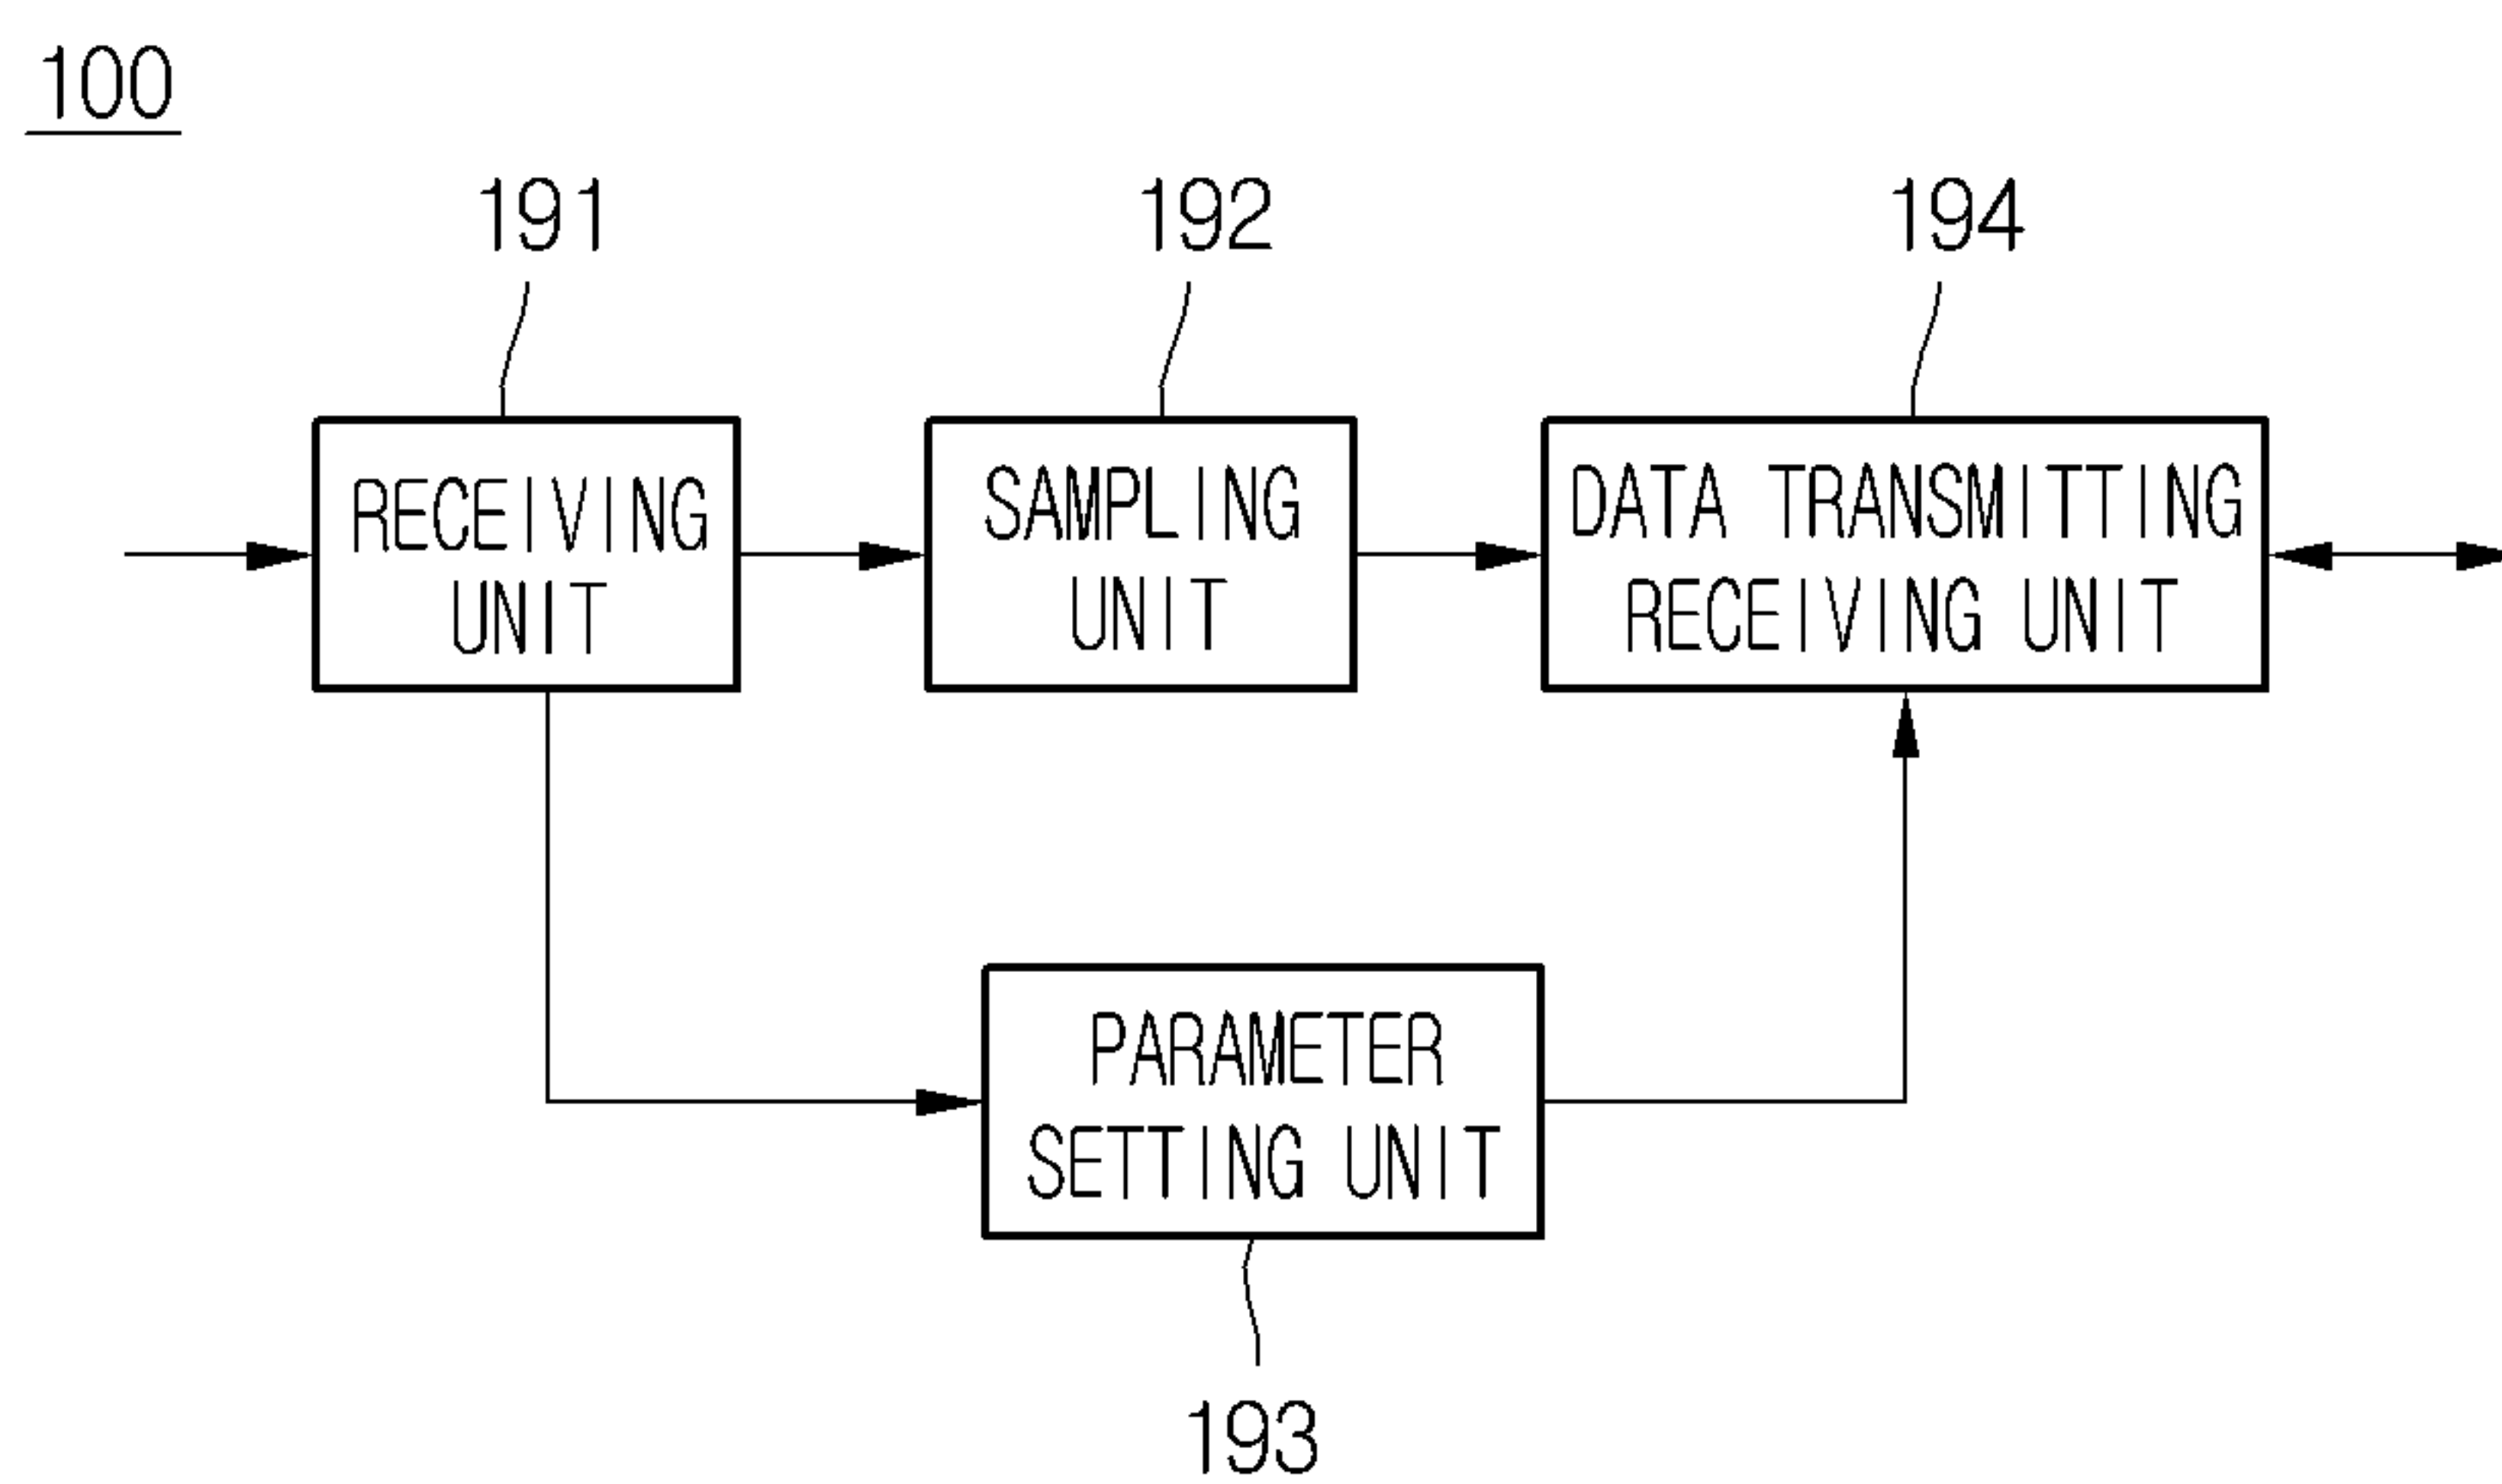 100
191
192
194
RECEIVING
UNIT
SAMPLING
UNIT
DATA TRANSMITTING
RECEIVING UNIT
PARAMETER
SETTING UNIT
193